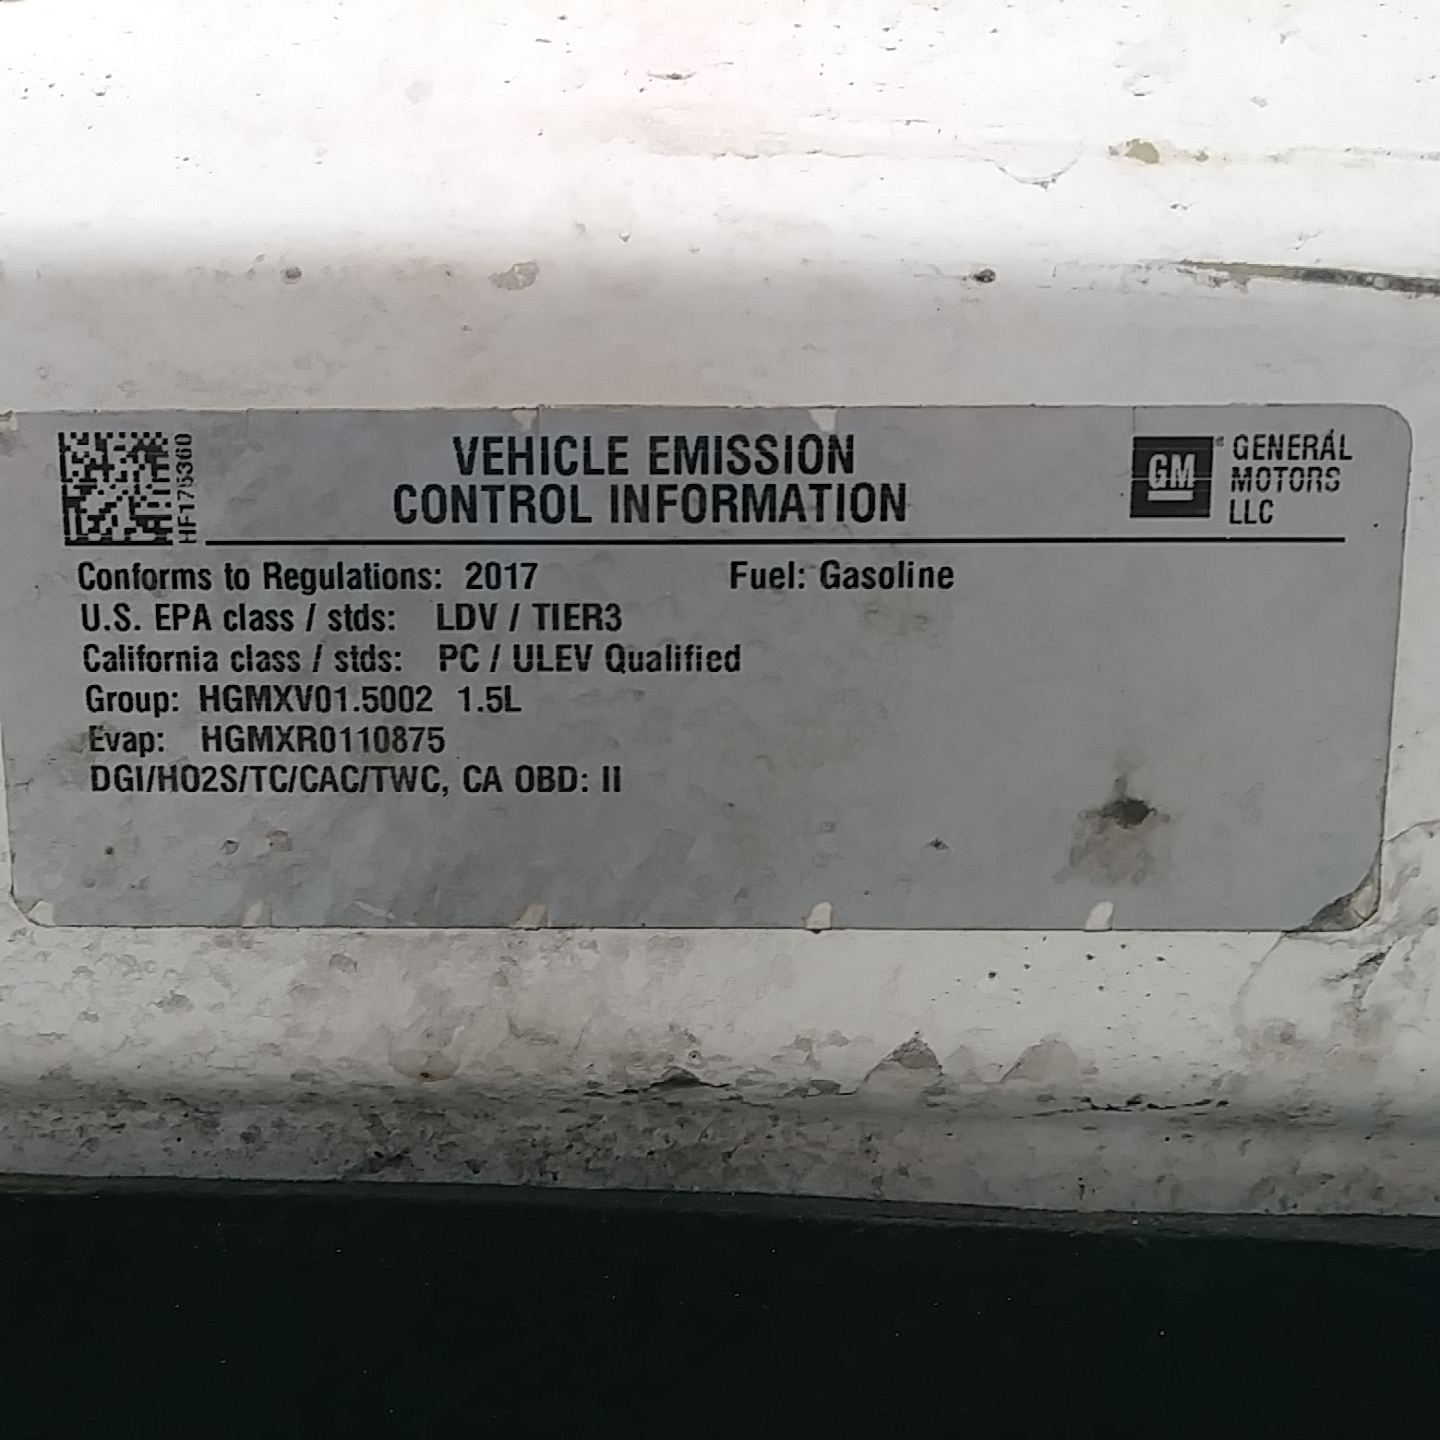 HF175360
VEHICLE EMISSION
CONTROL INFORMATION
GM® GENERAL
MOTORS
LLC
Conforms to Regulations: 2017 Fuel: Gasoline
U.S. EPA class / stds: LDV / TIER3
California class / stds: PC / ULEV Qualified
Group: HGMXV01.5002 1.5L
Evap: HGMXR0110875
DGI/HO2S/TC/CAC/TWC, CA OBD: II